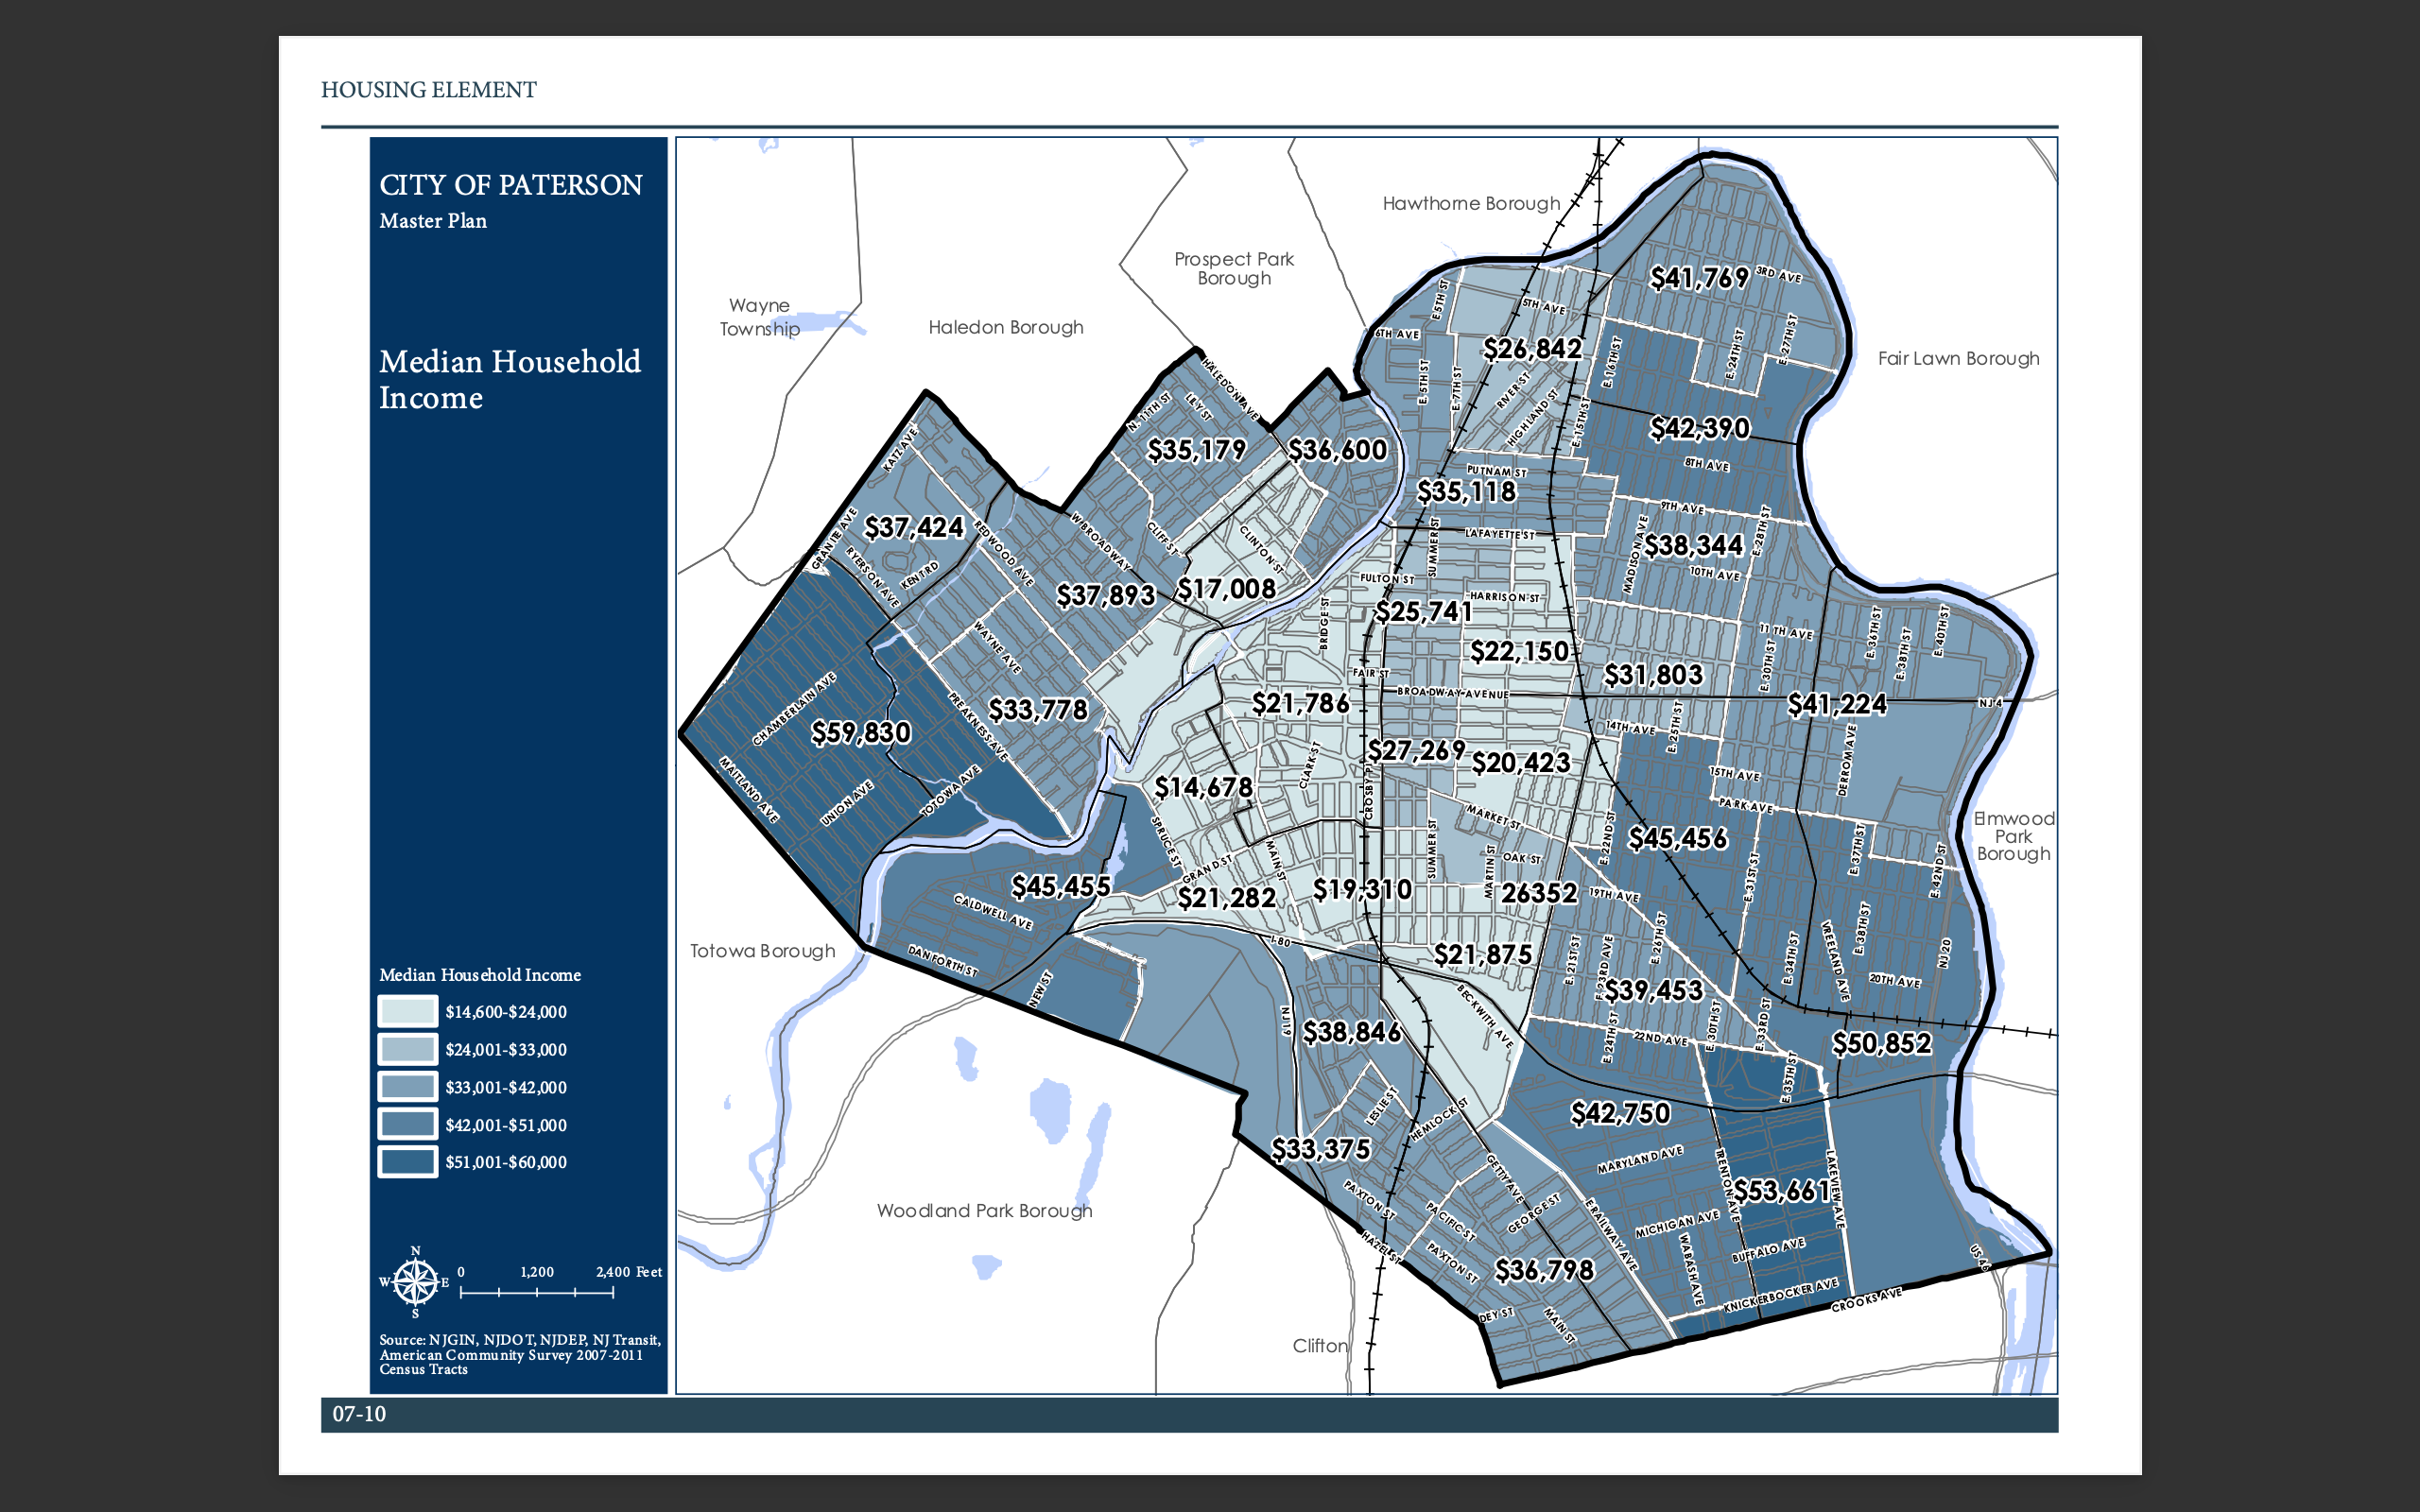 HOUSING ELEMENT
CITY OF PATERSON
Master Plan
Median Household
Income
Median Household Income
$14,600-$24,000
$24,001-$33,000
$33,001-$42,000
$42,001-$51,000
$51,001-$60,000
N
W
E
S
0
1,200
2,400 Feet
Source: NJGIN, NJDOT, NJDEP, NJ Transit,
American Community Survey 2007-2011
Census Tracts
Hawthorne Borough
Prospect Park
Borough
Wayne
Township
Haledon Borough
Fair Lawn Borough
Elmwood
Park
Borough
Totowa Borough
Woodland Park Borough
Clifton
$41,769
3RD AVE
5TH AVE
E 5TH ST
6TH AVE
$26,842
E. 16TH ST
E. 24TH ST
E. 27TH ST
E. 5TH ST
E. 7TH ST
RIVER ST
HIGHLAND ST
E. 15TH ST
HALEDON AVE
LILY ST
N. 11TH ST
$35,179
$36,600
$42,390
8TH AVE
PUTNAM ST
$35,118
KATZ AVE
$37,424
GRANITE AVE
RYERSON AVE
KENT RD
REDWOOD AVE
W BROADWAY
CLIFF ST
CLINTON ST
SUMMER ST
LAFAYETTE ST
9TH AVE
MADISON AVE
E. 28TH ST
$38,344
10TH AVE
$37,893
$17,008
FULTON ST
HARRISON ST
BRIDGE ST
$25,741
$22,150
11 TH AVE
E. 36TH ST
E. 38TH ST
E. 40TH ST
WAYNE AVE
FAIR ST
$31,803
E. 30TH ST
BROADWAY AVENUE
$41,224
NJ 4
CHAMBERLAIN AVE
$59,830
PREAKNESS AVE
$33,778
$21,786
14TH AVE
E. 25TH ST
MAITLAND AVE
UNION AVE
TOTOWA AVE
$14,678
CLARK ST
CROSBY PL
$27,269
$20,423
15TH AVE
DERROM AVE
PARK AVE
SPRUCE ST
MAIN ST
GRAND ST
SUMMER ST
MARKET ST
MARTIN ST
OAK ST
E. 22ND ST
$45,456
E. 31ST ST
E. 37TH ST
E. 42ND ST
$45,455
CALDWELL AVE
$21,282
$19,310
26352
19TH AVE
DANFORTH ST
NEW ST
I-80
$21,875
E. 21 ST ST
E. 23RD AVE
E. 26TH ST
E. 34TH ST
VREELAND AVE
E. 38TH ST
NJ 20
20TH AVE
$39,453
NJ 19
$38,846
BECKWITH AVE
E. 24TH ST
22ND AVE
E. 30TH ST
E. 33RD ST
E. 35TH ST
$50,852
LESLIE ST
HEMLOCK ST
$42,750
$33,375
MARYLAND AVE
PAXTON ST
GETTY AVE
PACIFIC ST
GEORGE ST
TRENTON AVE
$53,661
LAKEVIEW AVE
HAZEL ST
PAXTON ST
E RAILWAY AVE
MICHIGAN AVE
WABASH AVE
BUFFALO AVE
US 46
$36,798
DEY ST
MAIN ST
KNICKERBOCKER AVE
CROOKS AVE
07-10